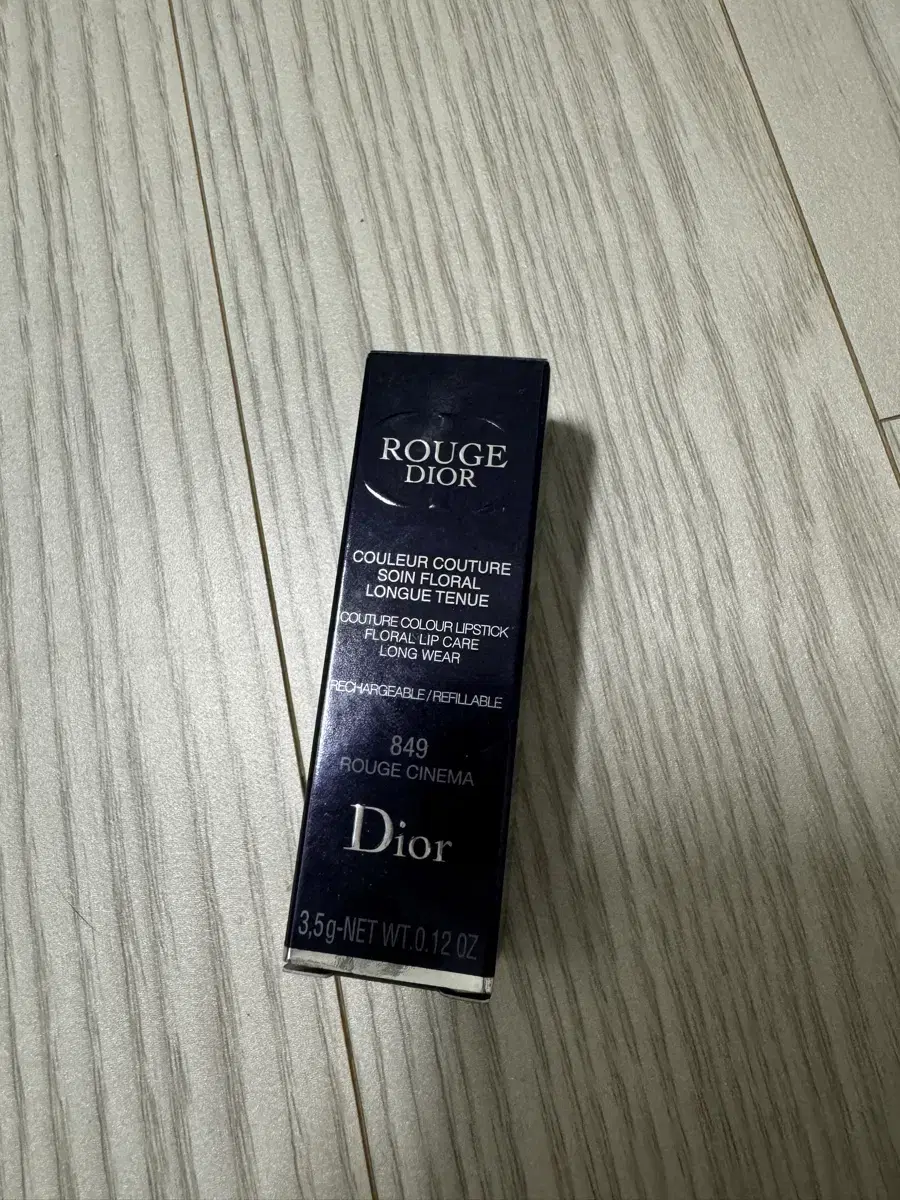 ROUGE
DIOR
COULEUR COUTURE
SOIN FLORAL
LONGUE TENUE
COUTURE COLOUR LIPSTICK
FLORAL LIP CARE
LONG WEAR
RECHARGEABLE/REFILLABLE
849
ROUGE CINEMA
Dior
3,5g-NET WT.0.12 OZ